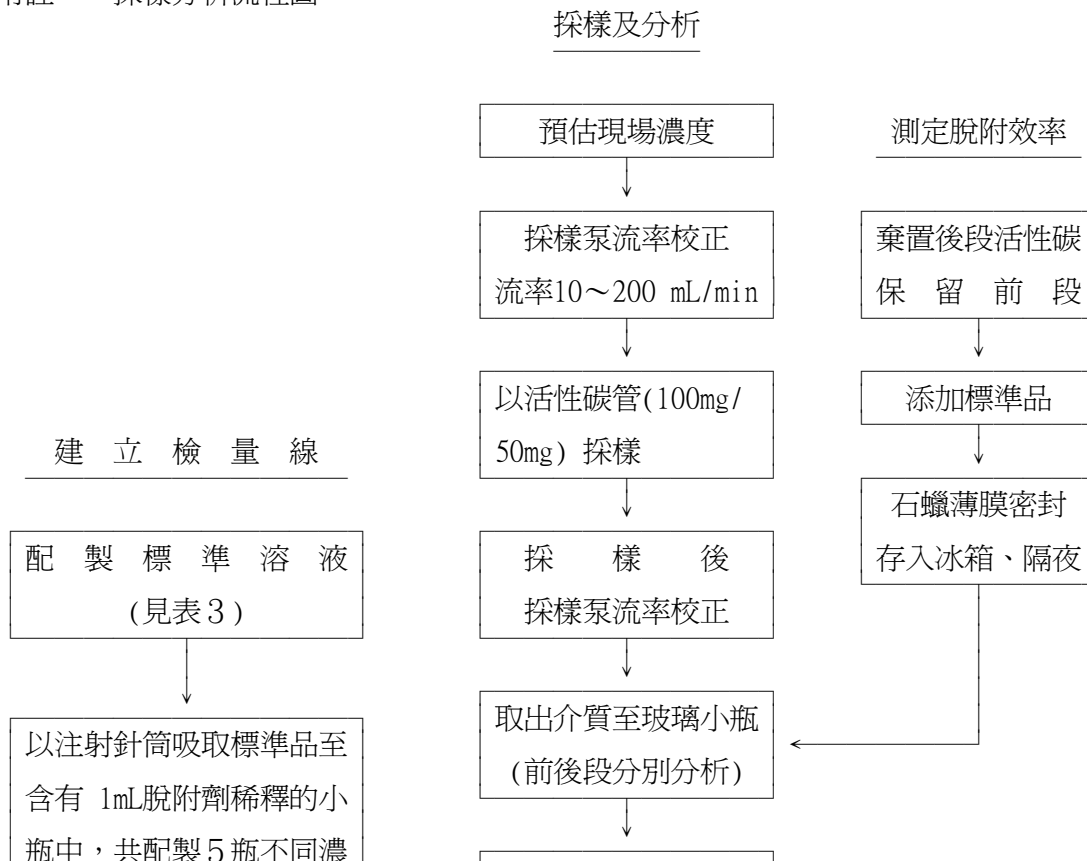 採樣分析流程圖
採樣及分析
預估現場濃度
採樣泵流率校正
流率10～200 mL/min
以活性碳管(100mg/
50mg) 採樣
採 樣 後
採樣泵流率校正
取出介質至玻璃小瓶
(前後段分別分析)
測定脫附效率
棄置後段活性碳
保 留 前 段
添加標準品
石蠟薄膜密封
存入冰箱、隔夜
建 立 檢 量 線
配 製 標 準 溶 液
(見表３)
以注射針筒吸取標準品至
含有 1mL脫附劑稀釋的小
瓶中，共配製５瓶不同濃